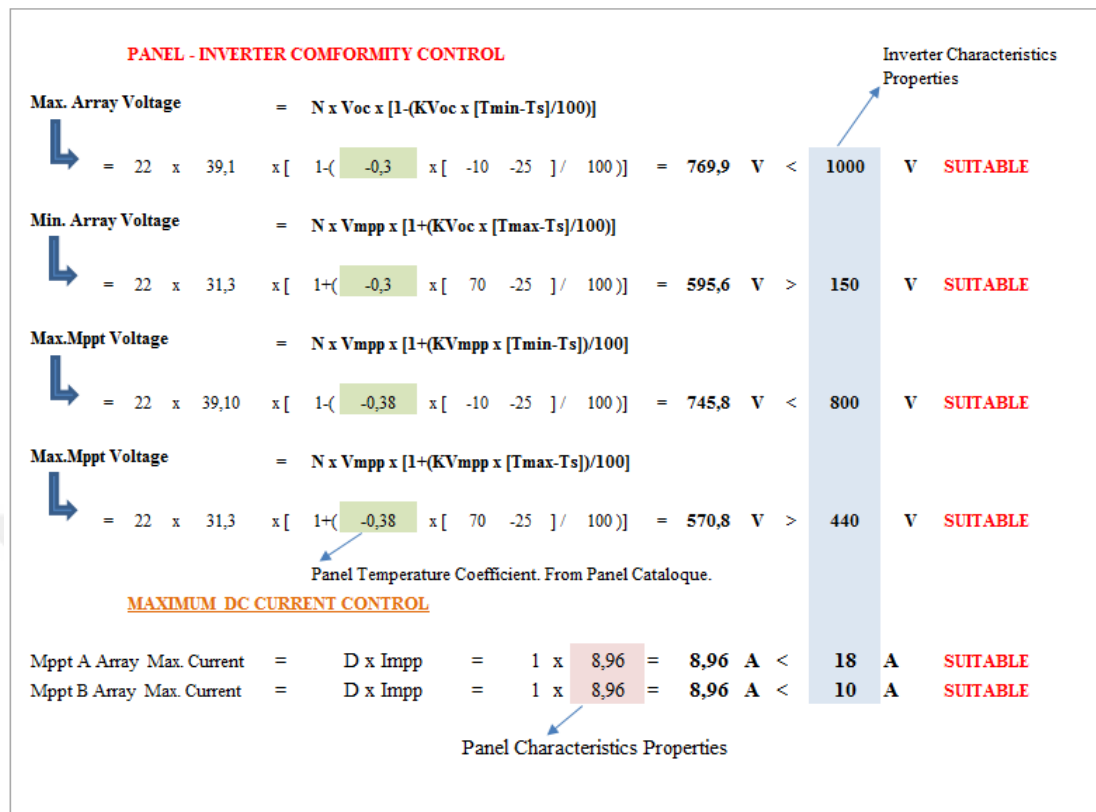 PANEL - INVERTER COMFORMITY CONTROL
Inverter Characteristics
Properties
Max. Array Voltage = N x Voc x [1-(KVoc x [Tmin-Ts]/100)]
= 22 x 39,1 x [ 1-( -0,3 x [ -10 -25 ] / 100 )] = 769,9 V < 1000 V SUITABLE
Min. Array Voltage = N x Vmpp x [1+(KVoc x [Tmax-Ts]/100)]
= 22 x 31,3 x [ 1+( -0,3 x [ 70 -25 ] / 100 )] = 595,6 V > 150 V SUITABLE
Max.Mppt Voltage = N x Vmpp x [1+(KVmpp x [Tmin-Ts])/100]
= 22 x 39,10 x [ 1-( -0,38 x [ -10 -25 ] / 100 )] = 745,8 V < 800 V SUITABLE
Max.Mppt Voltage = N x Vmpp x [1+(KVmpp x [Tmax-Ts])/100]
= 22 x 31,3 x [ 1+( -0,38 x [ 70 -25 ] / 100 )] = 570,8 V > 440 V SUITABLE
Panel Temperature Coefficient. From Panel Cataloque.
MAXIMUM DC CURRENT CONTROL
Mppt A Array Max. Current = D x Impp = 1 x 8,96 = 8,96 A < 18 A SUITABLE
Mppt B Array Max. Current = D x Impp = 1 x 8,96 = 8,96 A < 10 A SUITABLE
Panel Characteristics Properties